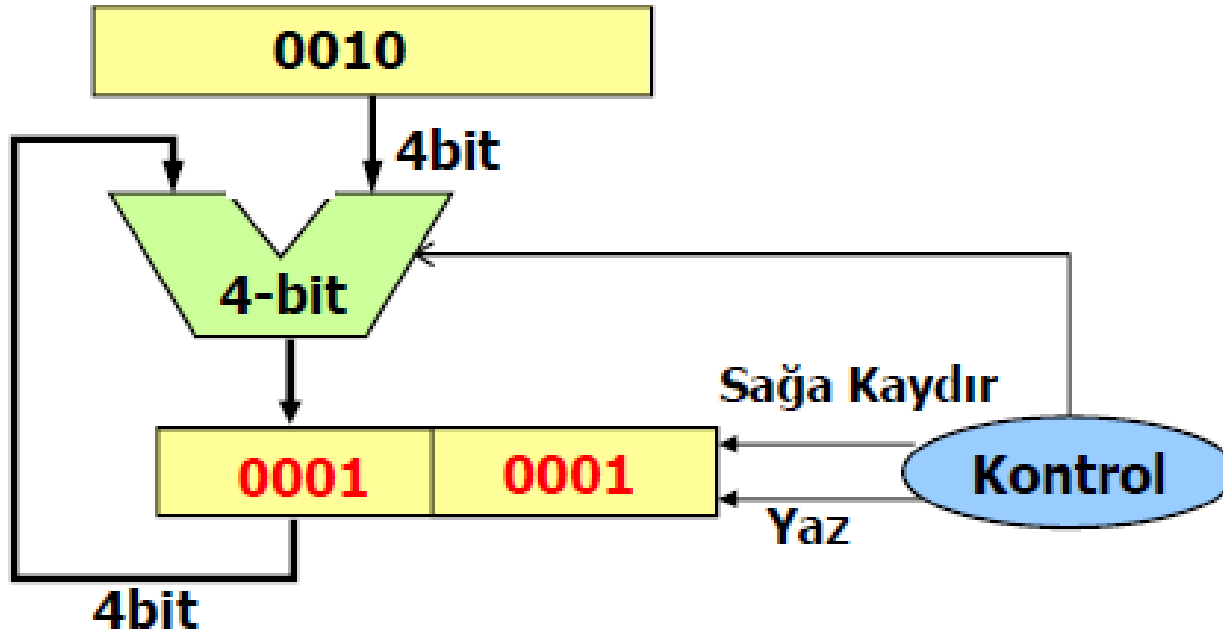 0010
4bit
4-bit
Sağa Kaydır
0001 0001
Kontrol
Yaz
4bit